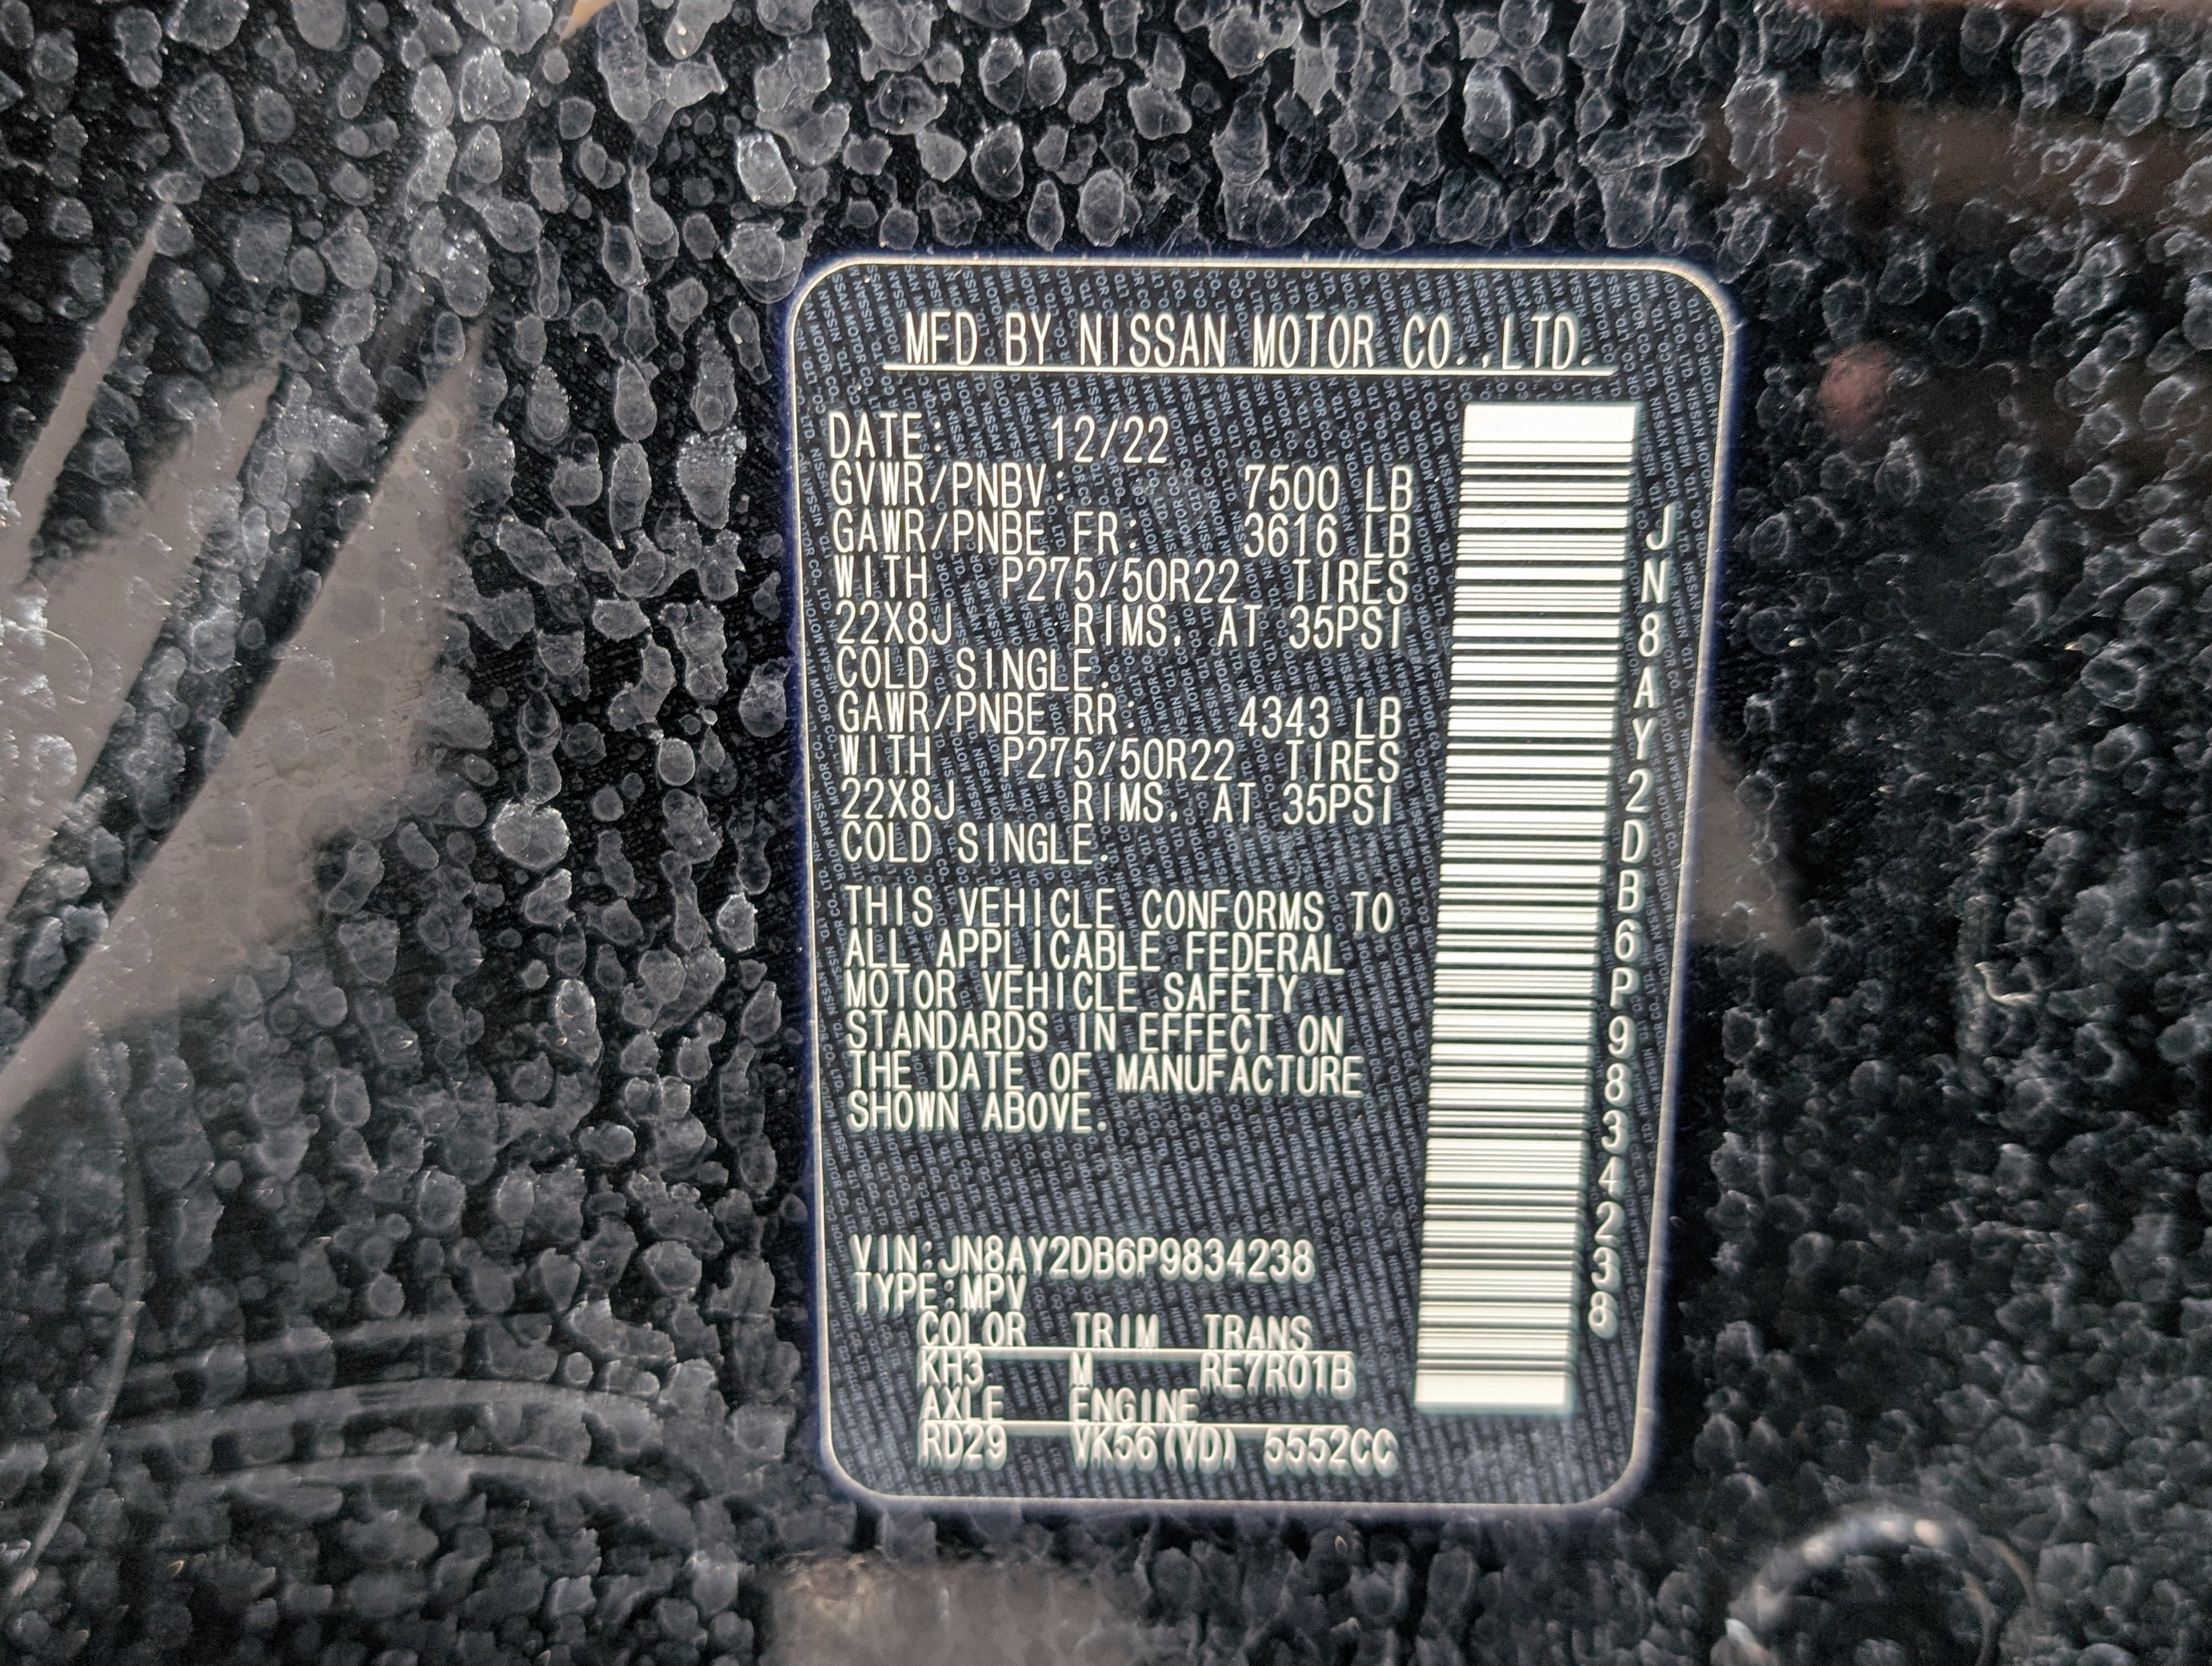 MFD BY NISSAN MOTOR CO.,LTD.
DATE: 12/22
GVWR/PNBV: 7500 LB
GAWR/PNBE FR: 3616 LB
WITH P275/50R22 TIRES
22X8J RIMS, AT 35PSI
COLD SINGLE.
GAWR/PNBE RR: 4343 LB
WITH P275/50R22 TIRES
22X8J RIMS, AT 35PSI
COLD SINGLE.
THIS VEHICLE CONFORMS TO
ALL APPLICABLE FEDERAL
MOTOR VEHICLE SAFETY
STANDARDS IN EFFECT ON
THE DATE OF MANUFACTURE
SHOWN ABOVE.
VIN:JN8AY2DB6P9834238
TYPE:MPV
COLOR TRIM TRANS
KH3 M RE7R01B
AXLE ENGINE
RD29 VK56(VD) 5552CC
JN8AY2DB6P9834238